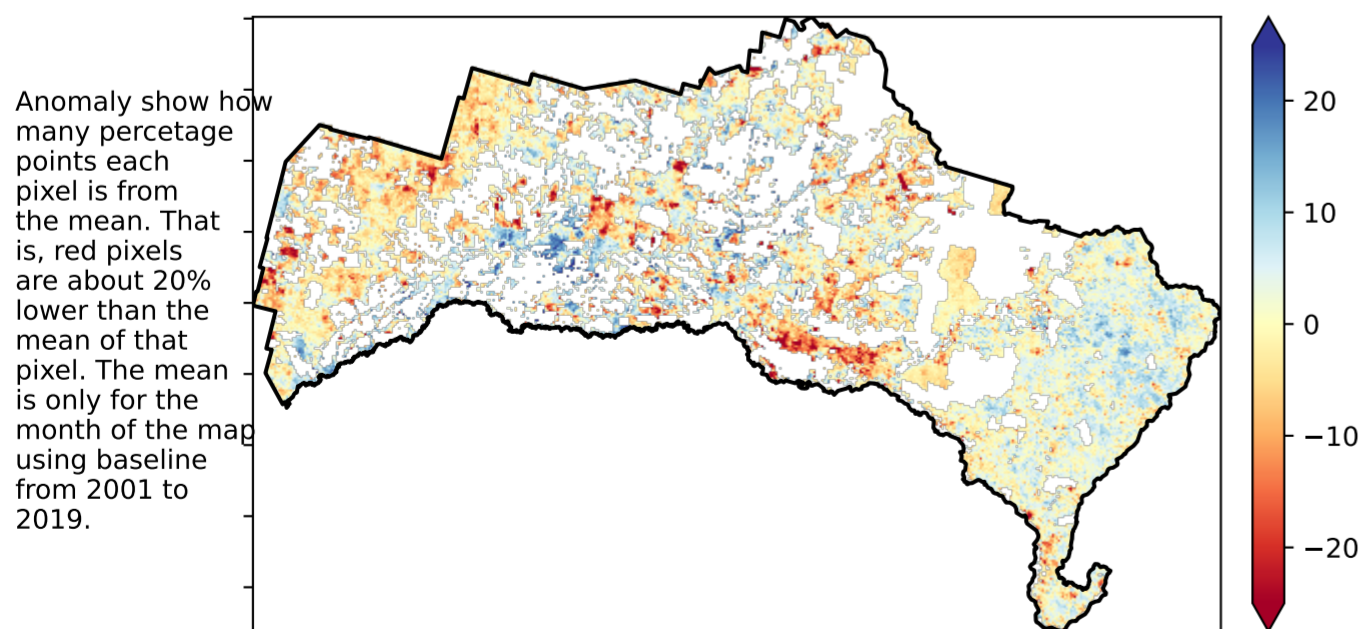 Anomaly show how
many percetage
points each
pixel is from
the mean. That
is, red pixels
are about 20%
lower than the
mean of that
pixel. The mean
is only for the
month of the map
using baseline
from 2001 to
2019.
20
10
0
−10
−20